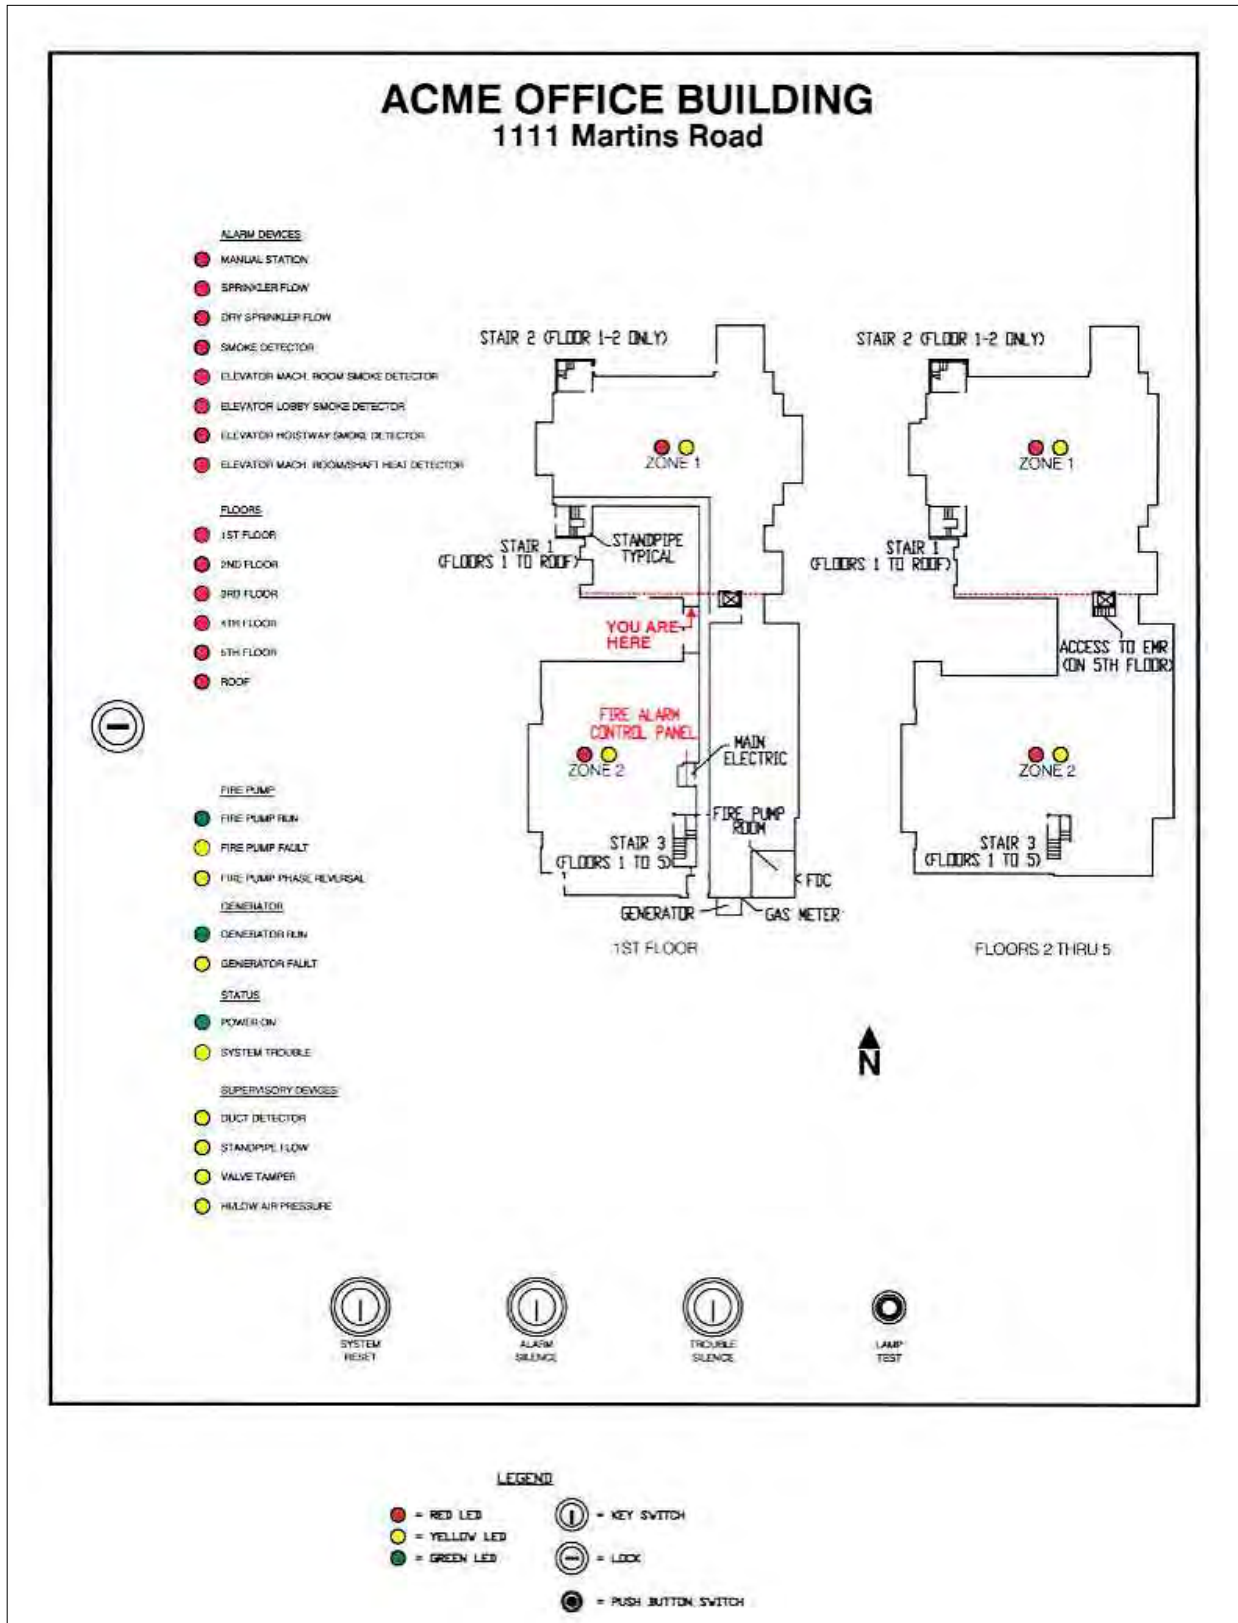 ACME OFFICE BUILDING
1111 Martins Road
ALARM DEVICES
MANUAL STATION
SPRINKLER FLOW
DRY SPRINKLER FLOW
SMOKE DETECTOR
ELEVATOR MACH. ROOM SMOKE DETECTOR
ELEVATOR LOBBY SMOKE DETECTOR
ELEVATOR HOISTWAY SMOKE DETECTOR
ELEVATOR MACH. ROOM/SHAFT HEAT DETECTOR
FLOORS
1ST FLOOR
2ND FLOOR
3RD FLOOR
4TH FLOOR
5TH FLOOR
ROOF
FIRE PUMP
FIRE PUMP RUN
FIRE PUMP FAULT
FIRE PUMP PHASE REVERSAL
GENERATOR
GENERATOR RUN
GENERATOR FAULT
STATUS
POWER ON
SYSTEM TROUBLE
SUPERVISORY DEVICES
DUCT DETECTOR
STANDPIPE FLOW
VALVE TAMPER
HI/LOW AIR PRESSURE
STAIR 2 (FLOOR 1-2 ONLY)
ZONE 1
STAIR 1
(FLOORS 1 TO ROOF)
STANDPIPE
TYPICAL
YOU ARE
HERE
FIRE ALARM
CONTROL PANEL
MAIN
ELECTRIC
ZONE 2
FIRE PUMP
ROOM
STAIR 3
(FLOORS 1 TO 5)
FDC
GENERATOR
GAS METER
1ST FLOOR
STAIR 2 (FLOOR 1-2 ONLY)
ZONE 1
STAIR 1
(FLOORS 1 TO ROOF)
ACCESS TO EMR
(ON 5TH FLOOR)
ZONE 2
STAIR 3
(FLOORS 1 TO 5)
FLOORS 2 THRU 5
N
SYSTEM
RESET
ALARM
SILENCE
TROUBLE
SILENCE
LAMP
TEST
LEGEND
= RED LED
= YELLOW LED
= GREEN LED
= KEY SWITCH
= LOCK
= PUSH BUTTON SWITCH